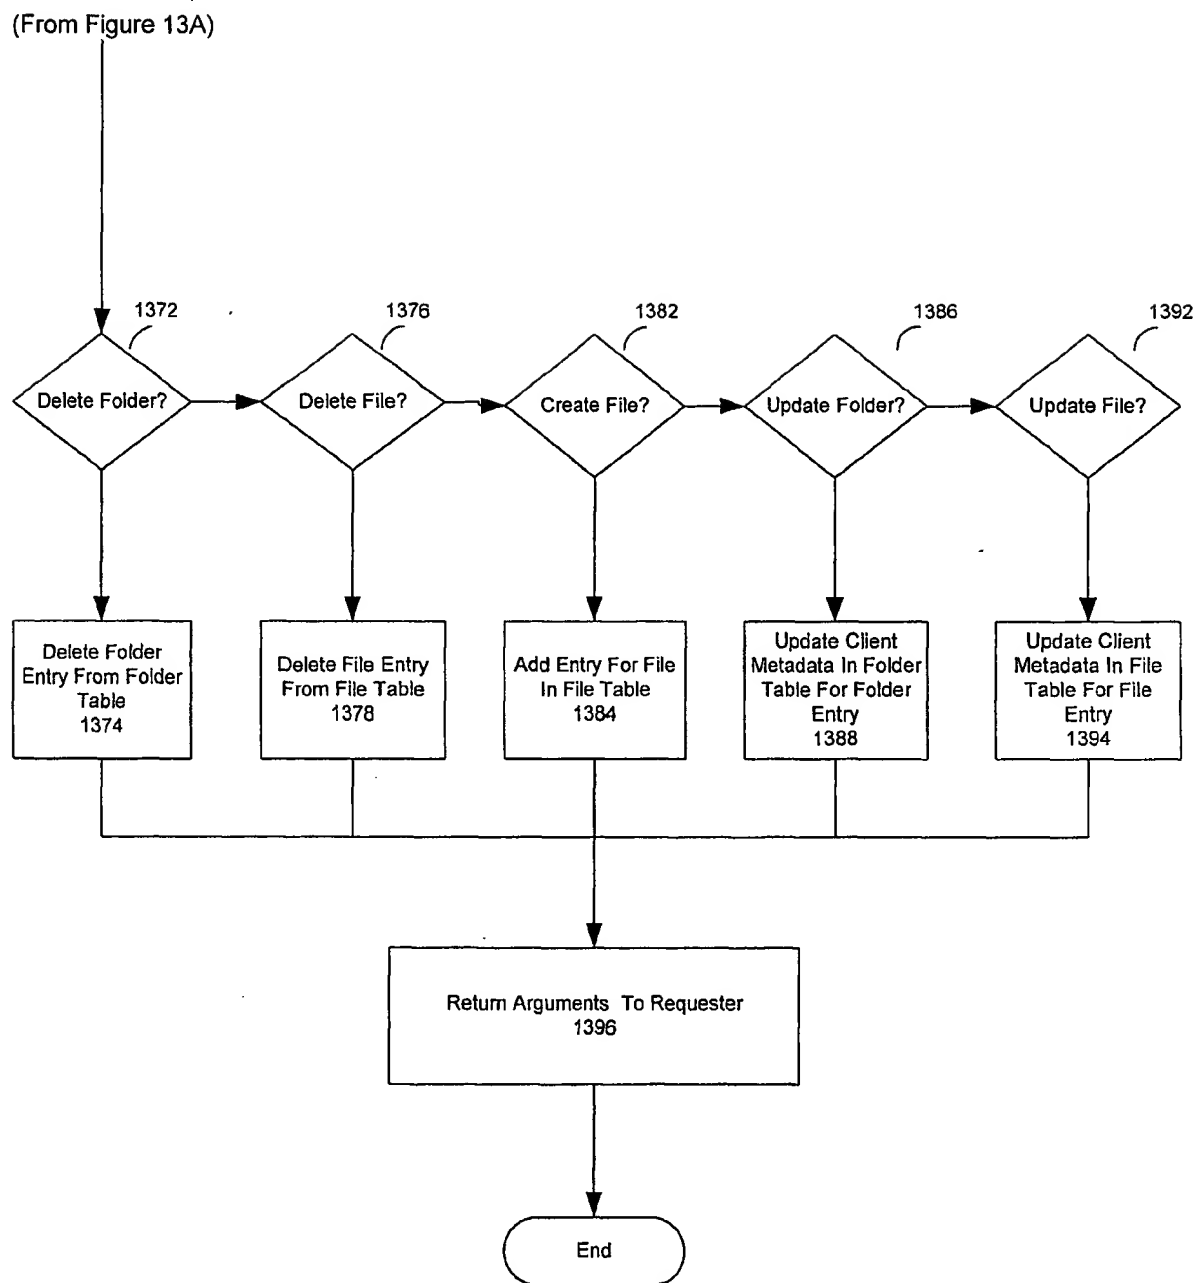 (From Figure 13A)
1372
1376
1382
1386
1392
Delete Folder?
Delete File?
Create File?
Update Folder?
Update File?
Delete Folder
Entry From Folder
Table
1374
Delete File Entry
From File Table
1378
Add Entry For File
In File Table
1384
Update Client
Metadata In Folder
Table For Folder
Entry
1388
Update Client
Metadata In File
Table For File
Entry
1394
Return Arguments To Requester
1396
End